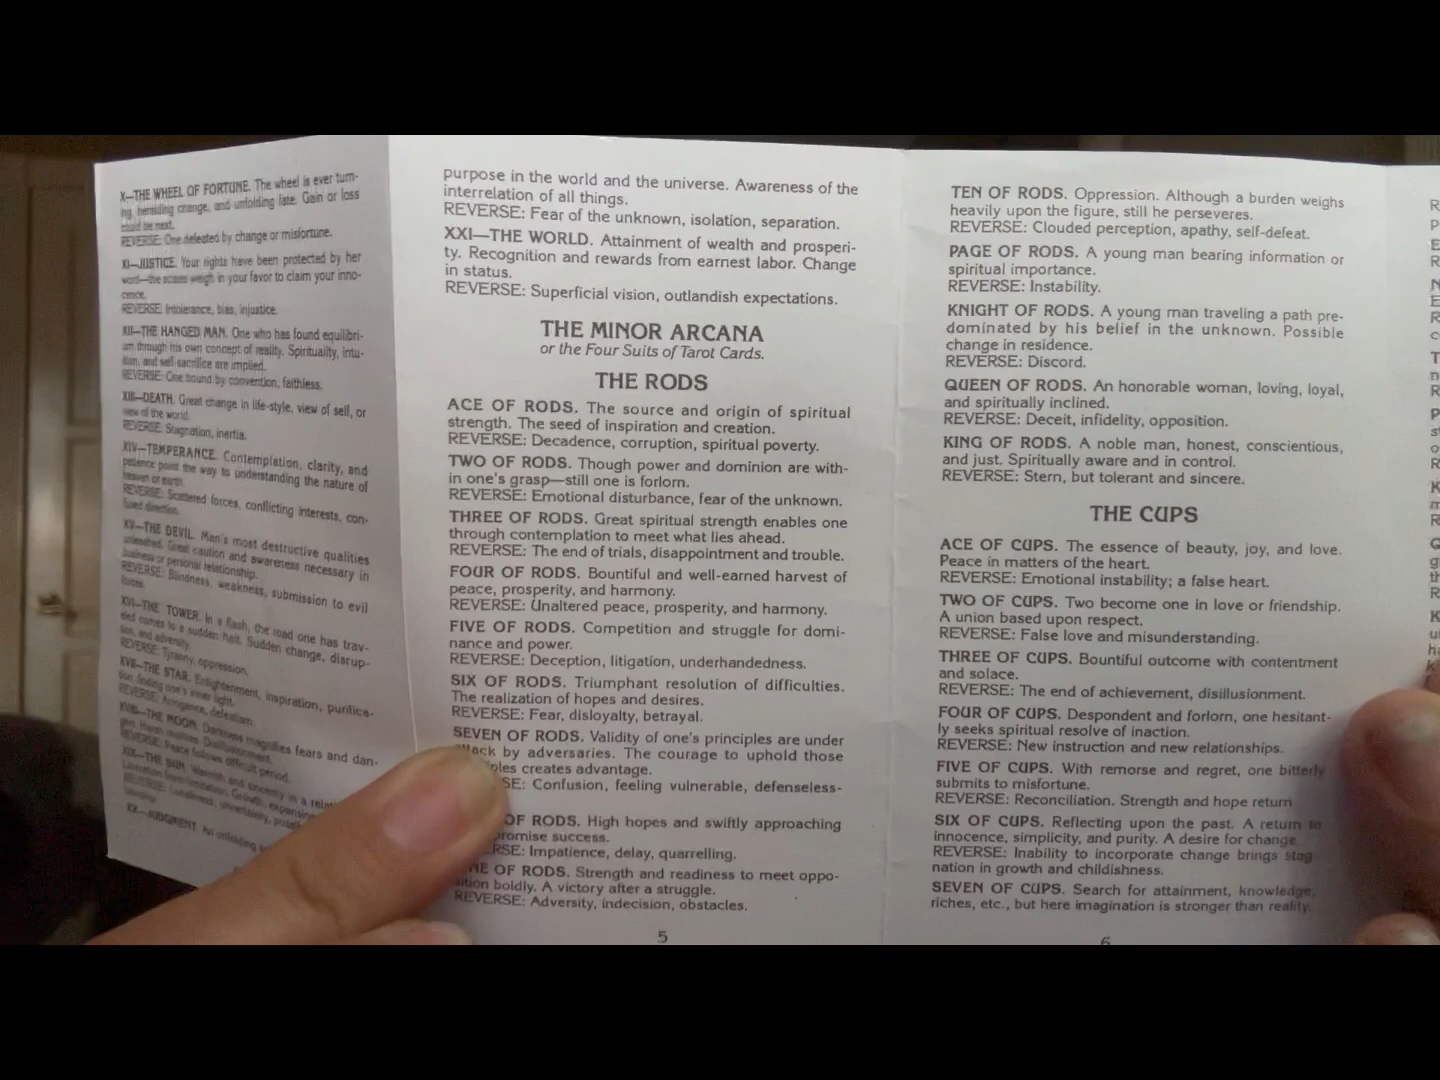 X—THE WHEEL OF FORTUNE. The wheel is ever turn-
ing, heralding change, and unfolding fate. Gain or loss
could be next.
REVERSE: One defeated by change or misfortune.
XI—JUSTICE. Your rights have been protected by her
word—the scales weigh in your favor to claim your inno-
cence.
REVERSE: Intolerance, bias, injustice.
XII—THE HANGED MAN. One who has found equilibri-
um through his own concept of reality. Spirituality, intu-
ition, and self-sacrifice are implied.
REVERSE: One bound by convention, faithless.
XIII—DEATH. Great change in life-style, view of self, or
view of the world.
REVERSE: Stagnation, inertia.
XIV—TEMPERANCE. Contemplation, clarity, and
patience point the way to understanding the nature of
heaven or earth.
REVERSE: Scattered forces, conflicting interests, con-
fused direction.
XV—THE DEVIL. Man's most destructive qualities
unleashed. Great caution and awareness necessary in
business or personal relationship.
REVERSE: Blindness, weakness, submission to evil
forces.
XVI—THE TOWER. In a flash, the road one has trav-
eled comes to a sudden halt. Sudden change, disrup-
tion, and adversity.
REVERSE: Tyranny, oppression.
XVII—THE STAR. Enlightenment, inspiration, purifica-
tion, finding one's inner light.
REVERSE: Arrogance, defeatism.
XVIII—THE MOON. Darkness magnifies fears and dan-
gers. Disillusionment.
REVERSE: Peace follows difficult period.
XIX—THE SUN. Warmth and sincerity in a
Liberation from limitation. Growth, expansion
REVERSE: Loneliness, uncertainty,
XX—JUDGMENT. An unfolding
purpose in the world and the universe. Awareness of the
interrelation of all things.
REVERSE: Fear of the unknown, isolation, separation.
XXI—THE WORLD. Attainment of wealth and prosperi-
ty. Recognition and rewards from earnest labor. Change
in status.
REVERSE: Superficial vision, outlandish expectations.
THE MINOR ARCANA
or the Four Suits of Tarot Cards.
THE RODS
ACE OF RODS. The source and origin of spiritual
strength. The seed of inspiration and creation.
REVERSE: Decadence, corruption, spiritual poverty.
TWO OF RODS. Though power and dominion are with-
in one's grasp—still one is forlorn.
REVERSE: Emotional disturbance, fear of the unknown.
THREE OF RODS. Great spiritual strength enables one
through contemplation to meet what lies ahead.
REVERSE: The end of trials, disappointment and trouble.
FOUR OF RODS. Bountiful and well-earned harvest of
peace, prosperity, and harmony.
REVERSE: Unaltered peace, prosperity, and harmony.
FIVE OF RODS. Competition and struggle for domi-
nance and power.
REVERSE: Deception, litigation, underhandedness.
SIX OF RODS. Triumphant resolution of difficulties.
The realization of hopes and desires.
REVERSE: Fear, disloyalty, betrayal.
SEVEN OF RODS. Validity of one's principles are under
attack by adversaries. The courage to uphold those
ples creates advantage.
SE: Confusion, feeling vulnerable, defenseless-
OF RODS. High hopes and swiftly approaching
promise success.
RSE: Impatience, delay, quarrelling.
NE OF RODS. Strength and readiness to meet oppo-
sition boldly. A victory after a struggle.
REVERSE: Adversity, indecision, obstacles.
5
TEN OF RODS. Oppression. Although a burden weighs
heavily upon the figure, still he perseveres.
REVERSE: Clouded perception, apathy, self-defeat.
PAGE OF RODS. A young man bearing information or
spiritual importance.
REVERSE: Instability.
KNIGHT OF RODS. A young man traveling a path pre-
dominated by his belief in the unknown. Possible
change in residence.
REVERSE: Discord.
QUEEN OF RODS. An honorable woman, loving, loyal,
and spiritually inclined.
REVERSE: Deceit, infidelity, opposition.
KING OF RODS. A noble man, honest, conscientious,
and just. Spiritually aware and in control.
REVERSE: Stern, but tolerant and sincere.
THE CUPS
ACE OF CUPS. The essence of beauty, joy, and love.
Peace in matters of the heart.
REVERSE: Emotional instability; a false heart.
TWO OF CUPS. Two become one in love or friendship.
A union based upon respect.
REVERSE: False love and misunderstanding.
THREE OF CUPS. Bountiful outcome with contentment
and solace.
REVERSE: The end of achievement, disillusionment.
FOUR OF CUPS. Despondent and forlorn, one hesitant-
ly seeks spiritual resolve of inaction.
REVERSE: New instruction and new relationships.
FIVE OF CUPS. With remorse and regret, one bitterly
submits to misfortune.
REVERSE: Reconciliation. Strength and hope return
SIX OF CUPS. Reflecting upon the past. A return to
innocence, simplicity, and purity. A desire for change
REVERSE: Inability to incorporate change brings stag-
nation in growth and childishness.
SEVEN OF CUPS. Search for attainment, knowledge,
riches, etc., but here imagination is stronger than reality.
6